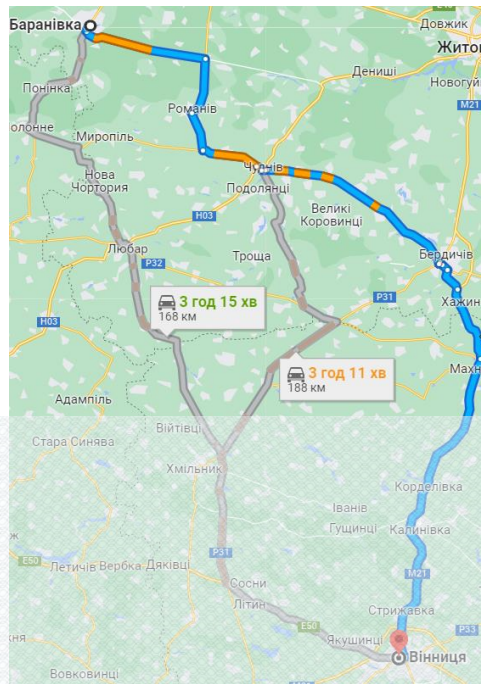 Баранівка
Довжик
Житом
Понінка
Дениші
Новогуй
M21
Романів
олонне
Миропіль
Чуднів
Нова
Чортория
Подолянці
H03
Великі
Коровинці
Любар
Троща
Бердичів
P32
P31
Хажин
3 год 15 хв
168 км
H03
3 год 11 хв
188 км
Махн
Адампіль
Війтівці
Стара Синява
Хмільник
Корделівка
Іванів
Гущинці
Калинівка
E50
Летичів
Вербка
Дяківці
P31
M21
Сосни
Літин
Стрижавка
E50
Якушинці
P33
Вінниця
Вовковинці